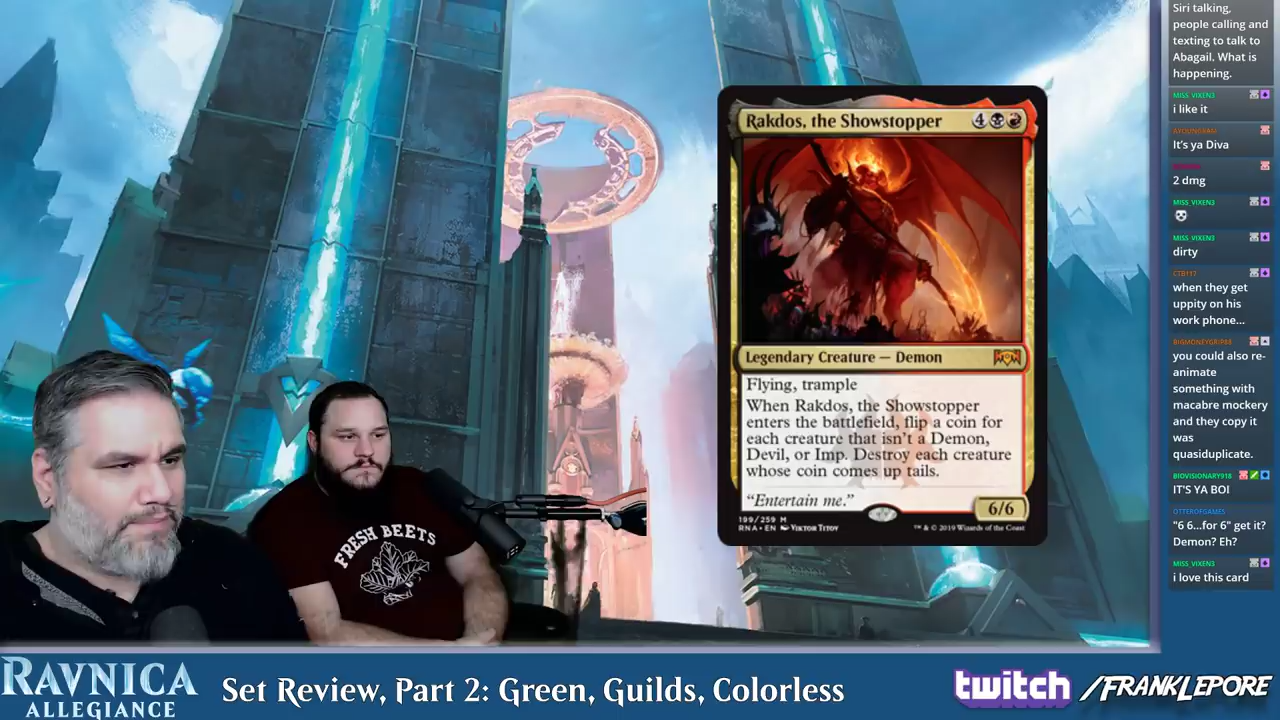 Rakdos, the Showstopper
4
Legendary Creature — Demon
Flying, trample
When Rakdos, the Showstopper
enters the battlefield, flip a coin for
each creature that isn't a Demon,
Devil, or Imp. Destroy each creature
whose coin comes up tails.
"Entertain me."
6/6
199/259 M
RNA • EN Viktor Titov
™ & © 2019 Wizards of the Coast
FRESH BEETS
Siri talking,
people calling and
texting to talk to
Abagail. What is
happening.
MISS_VIXEN3
i like it
It's ya Diva
2 dmg
MISS_VIXEN3
MISS_VIXEN3
dirty
when they get
uppity on his
work phone...
BIGMONEYGRIP88
you could also re-
animate
something with
macabre mockery
and they copy it
was
quasiduplicate.
BIOVISIONARY918
IT'S YA BOI
OTTEROFGAMES
"6 6...for 6" get it?
Demon? Eh?
MISS_VIXEN3
i love this card
RAVNICA
ALLEGIANCE
Set Review, Part 2: Green, Guilds, Colorless
twitch /FRANKLEPORE